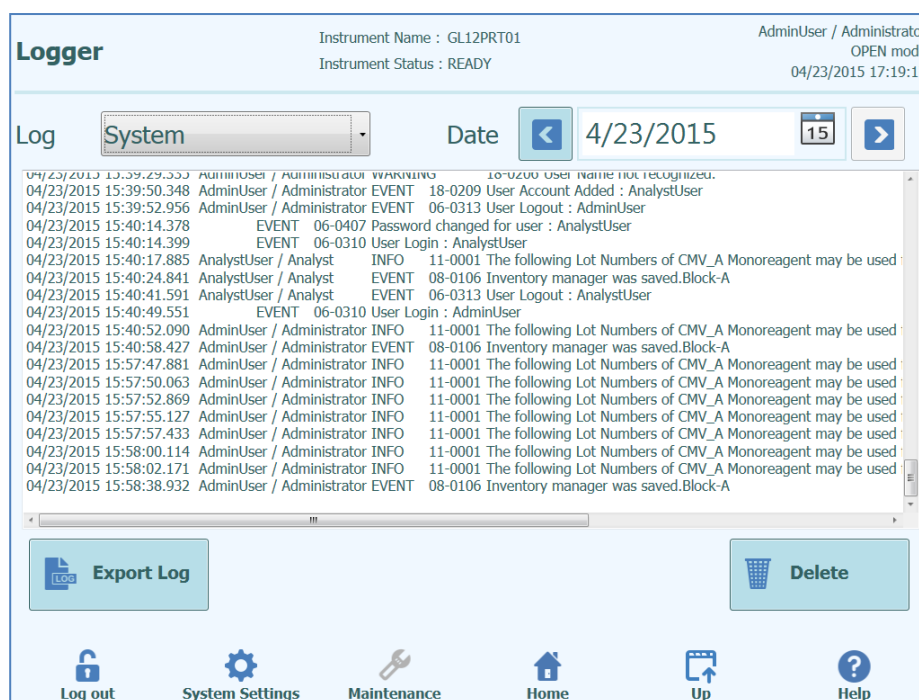 Logger
Instrument Name : GL12PRT01
Instrument Status : READY
AdminUser / Administrato
OPEN mod
04/23/2015 17:19:1
Log
System
Date
4/23/2015
15
04/23/2015 15:39:29.335 AdminUser / Administrator WARNING 18-0206 User Name not recognized.
04/23/2015 15:39:50.348 AdminUser / Administrator EVENT 18-0209 User Account Added : AnalystUser
04/23/2015 15:39:52.956 AdminUser / Administrator EVENT 06-0313 User Logout : AdminUser
04/23/2015 15:40:14.378 EVENT 06-0407 Password changed for user : AnalystUser
04/23/2015 15:40:14.399 EVENT 06-0310 User Login : AnalystUser
04/23/2015 15:40:17.885 AnalystUser / Analyst INFO 11-0001 The following Lot Numbers of CMV_A Monoreagent may be used
04/23/2015 15:40:24.841 AnalystUser / Analyst EVENT 08-0106 Inventory manager was saved.Block-A
04/23/2015 15:40:41.591 AnalystUser / Analyst EVENT 06-0313 User Logout : AnalystUser
04/23/2015 15:40:49.551 EVENT 06-0310 User Login : AdminUser
04/23/2015 15:40:52.090 AdminUser / Administrator INFO 11-0001 The following Lot Numbers of CMV_A Monoreagent may be used
04/23/2015 15:40:58.427 AdminUser / Administrator EVENT 08-0106 Inventory manager was saved.Block-A
04/23/2015 15:57:47.881 AdminUser / Administrator INFO 11-0001 The following Lot Numbers of CMV_A Monoreagent may be used
04/23/2015 15:57:50.063 AdminUser / Administrator INFO 11-0001 The following Lot Numbers of CMV_A Monoreagent may be used
04/23/2015 15:57:52.869 AdminUser / Administrator INFO 11-0001 The following Lot Numbers of CMV_A Monoreagent may be used
04/23/2015 15:57:55.127 AdminUser / Administrator INFO 11-0001 The following Lot Numbers of CMV_A Monoreagent may be used
04/23/2015 15:57:57.433 AdminUser / Administrator INFO 11-0001 The following Lot Numbers of CMV_A Monoreagent may be used
04/23/2015 15:58:00.114 AdminUser / Administrator INFO 11-0001 The following Lot Numbers of CMV_A Monoreagent may be used
04/23/2015 15:58:02.171 AdminUser / Administrator INFO 11-0001 The following Lot Numbers of CMV_A Monoreagent may be used
04/23/2015 15:58:38.932 AdminUser / Administrator EVENT 08-0106 Inventory manager was saved.Block-A
LOG
Export Log
Delete
Log out
System Settings
Maintenance
Home
Up
Help